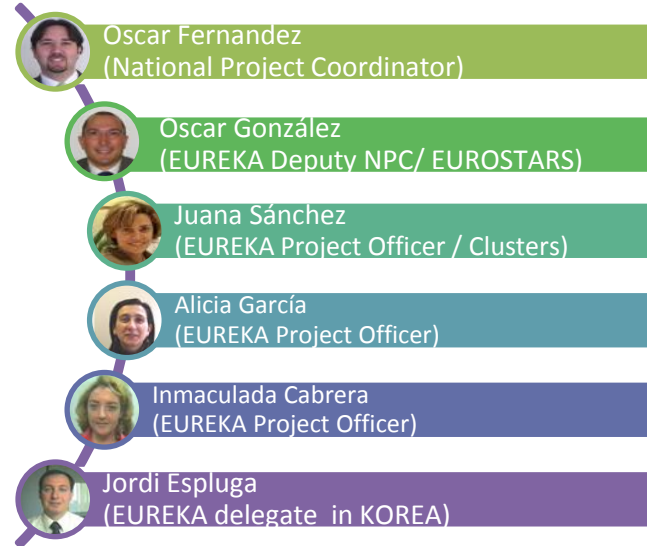 Oscar Fernandez
(National Project Coordinator)
Oscar González
(EUREKA Deputy NPC/ EUROSTARS)
Juana Sánchez
(EUREKA Project Officer / Clusters)
Alicia García
(EUREKA Project Officer)
Inmaculada Cabrera
(EUREKA Project Officer)
Jordi Espluga
(EUREKA delegate  in KOREA)